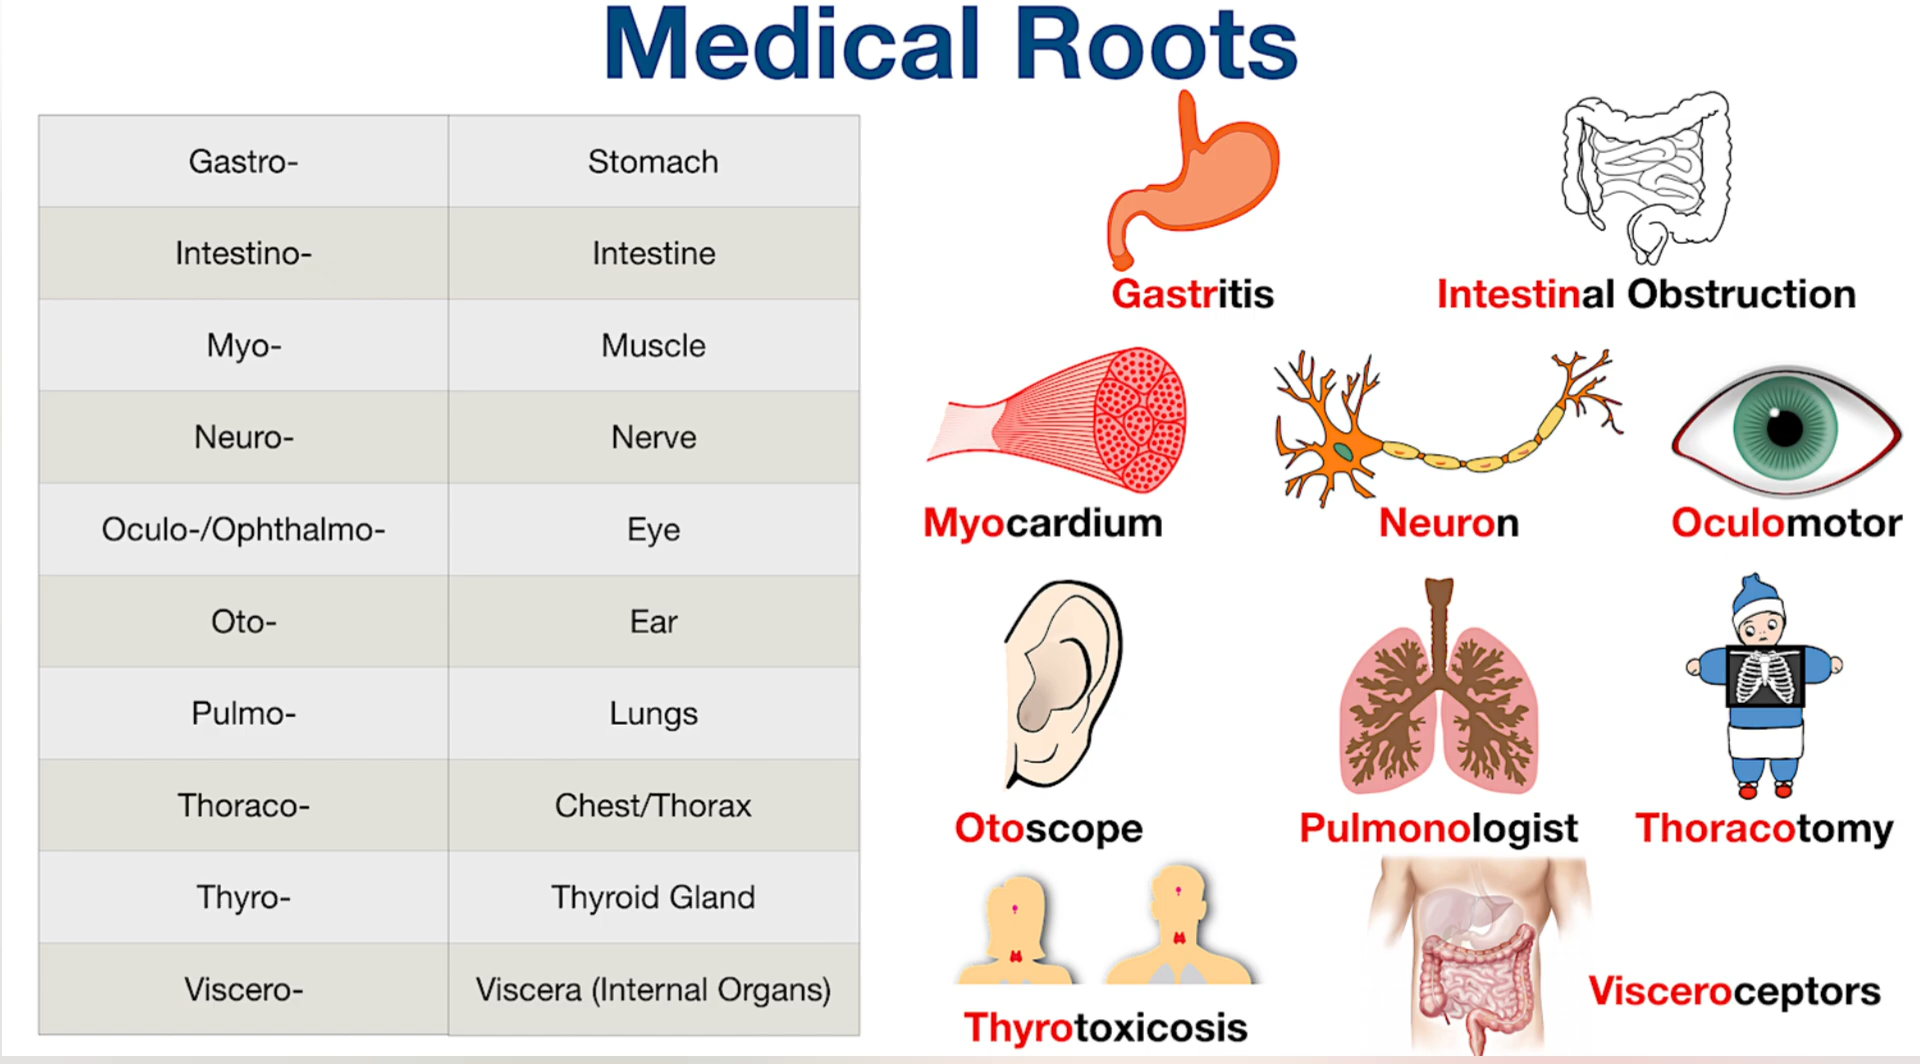 Medical Roots
Gastro- Stomach
Intestino- Intestine
Myo- Muscle
Neuro- Nerve
Oculo-/Ophthalmo- Eye
Oto- Ear
Pulmo- Lungs
Thoraco- Chest/Thorax
Thyro- Thyroid Gland
Viscero- Viscera (Internal Organs)
Gastritis
Intestinal Obstruction
Myocardium
Neuron
Oculomotor
Otoscope
Pulmonologist
Thoracotomy
Thyrotoxicosis
Visceroceptors